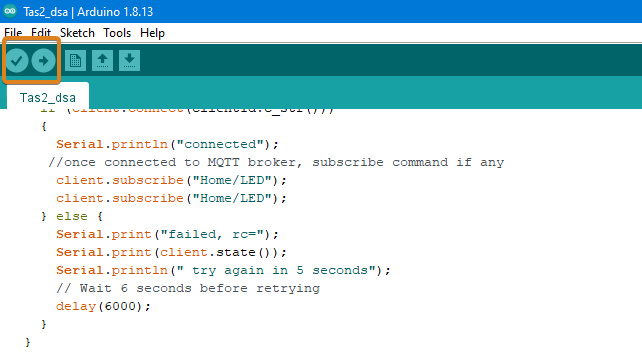 Tas2_dsa | Arduino 1.8.13
File Edit Sketch Tools Help
Tas2_dsa
if (client.connect(clientId.c_str()))
{
Serial.println("connected");
//once connected to MQTT broker, subscribe command if any
client.subscribe("Home/LED");
client.subscribe("Home/LED");
} else {
Serial.print("failed, rc=");
Serial.print(client.state());
Serial.println(" try again in 5 seconds");
// Wait 6 seconds before retrying
delay(6000);
}
}